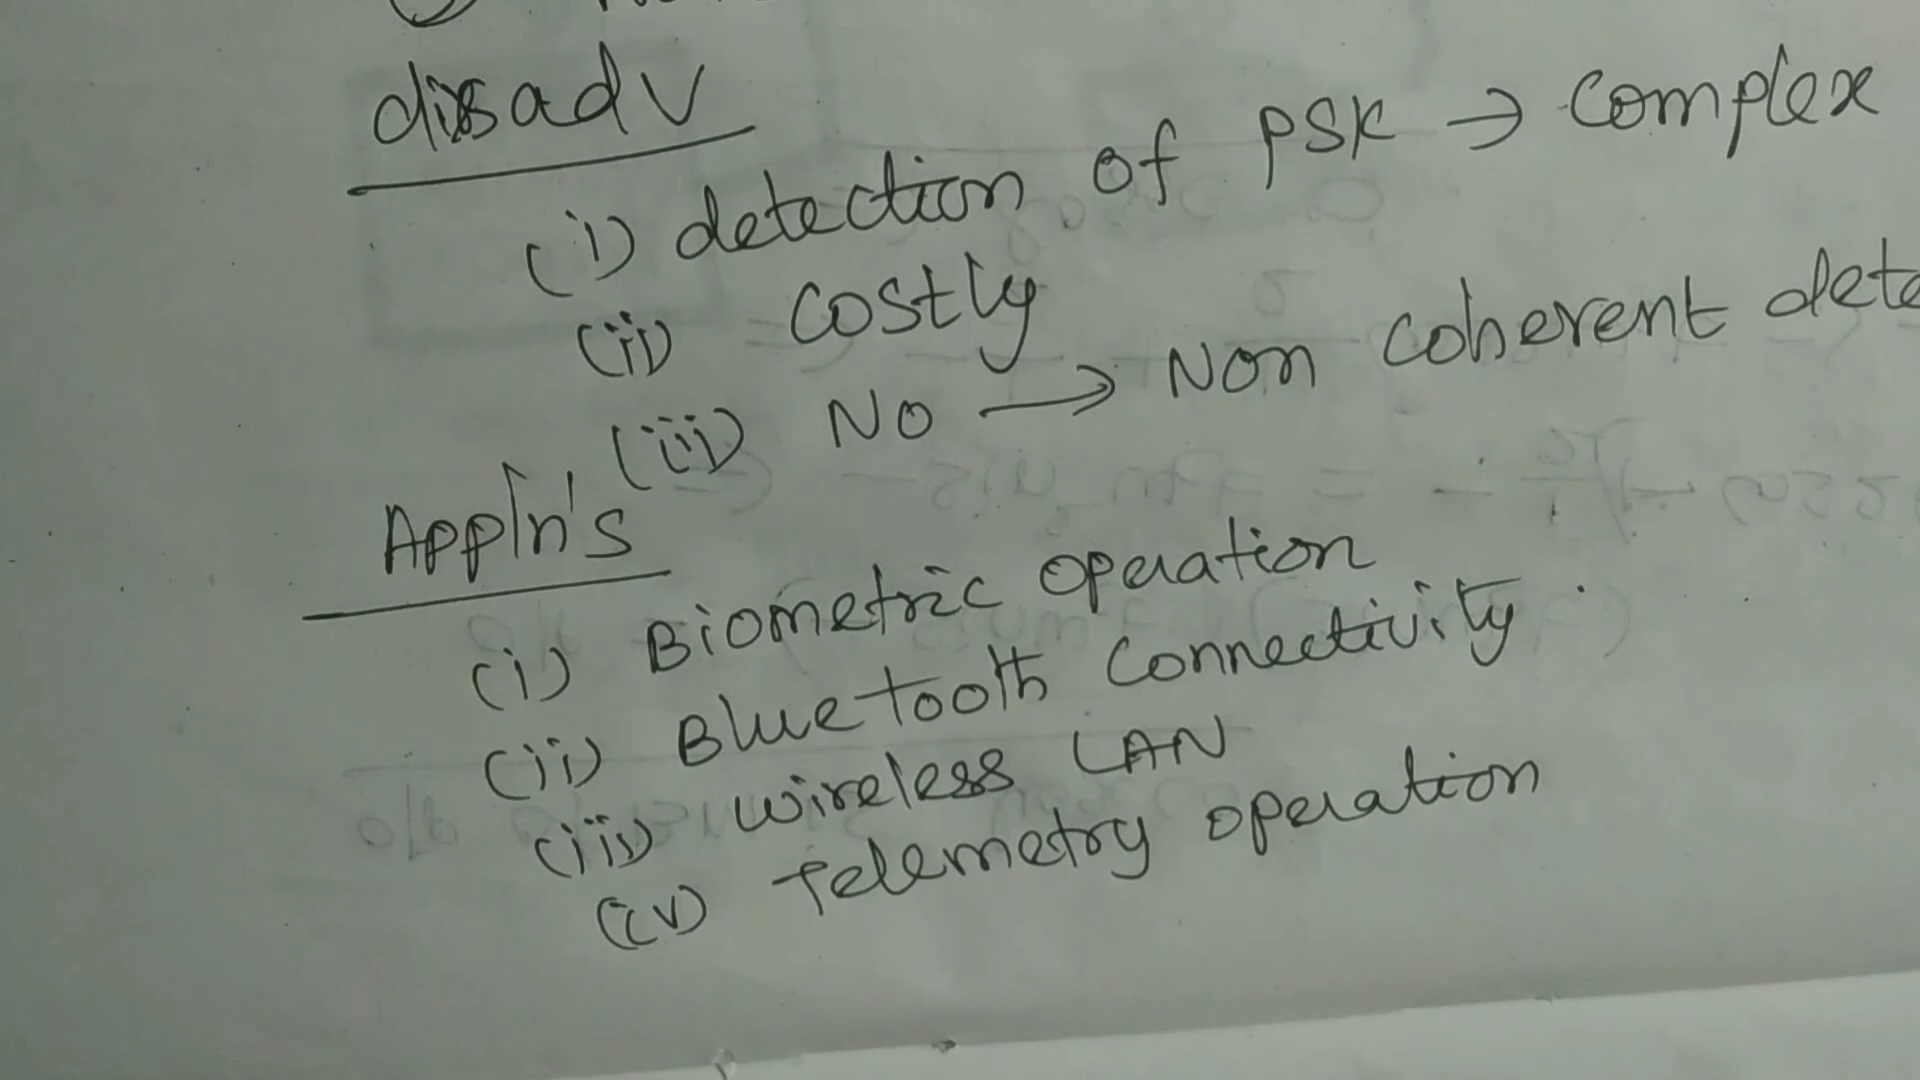 disadv
(i) detection of PSK → complex
(ii) costly
(iii) NO → Non coherent dete
Appln's
(i) Biometric operation
(ii) Bluetooth connectivity.
(iii) wireless LAN
(iv) Telemetry operation